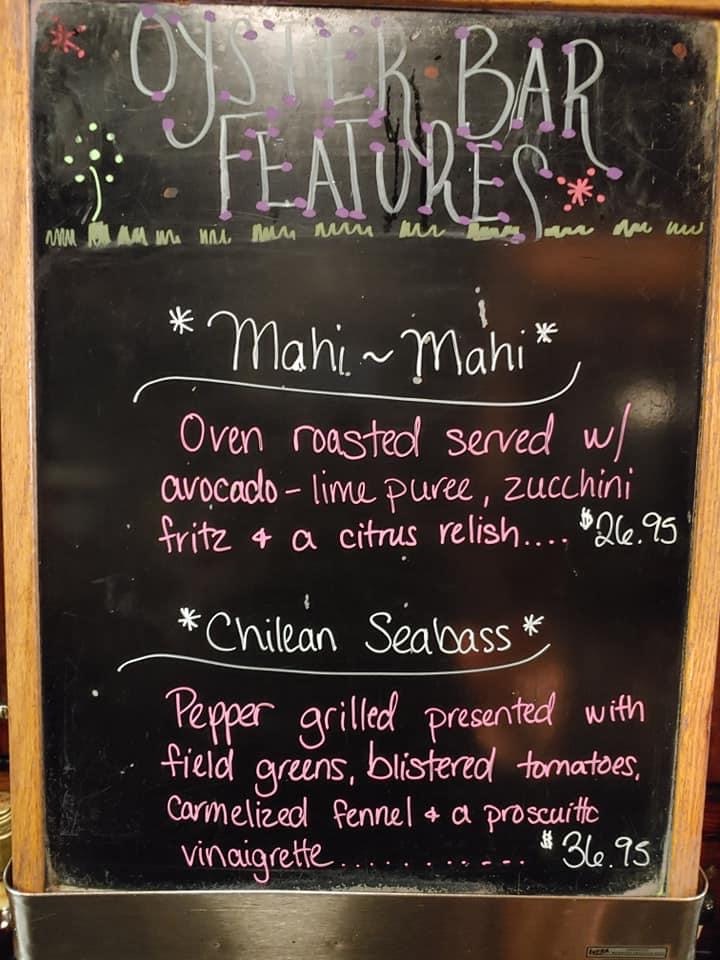 OYSTER BAR
FEATURES
* Mahi ~ Mahi *
Oven roasted served w/
avocado - lime puree, zucchini
fritz & a citrus relish.... $26.95
* Chilean Seabass *
Pepper grilled presented with
field greens, blistered tomatoes,
carmelized fennel & a proscuitto
vinaigrette........... $36.95